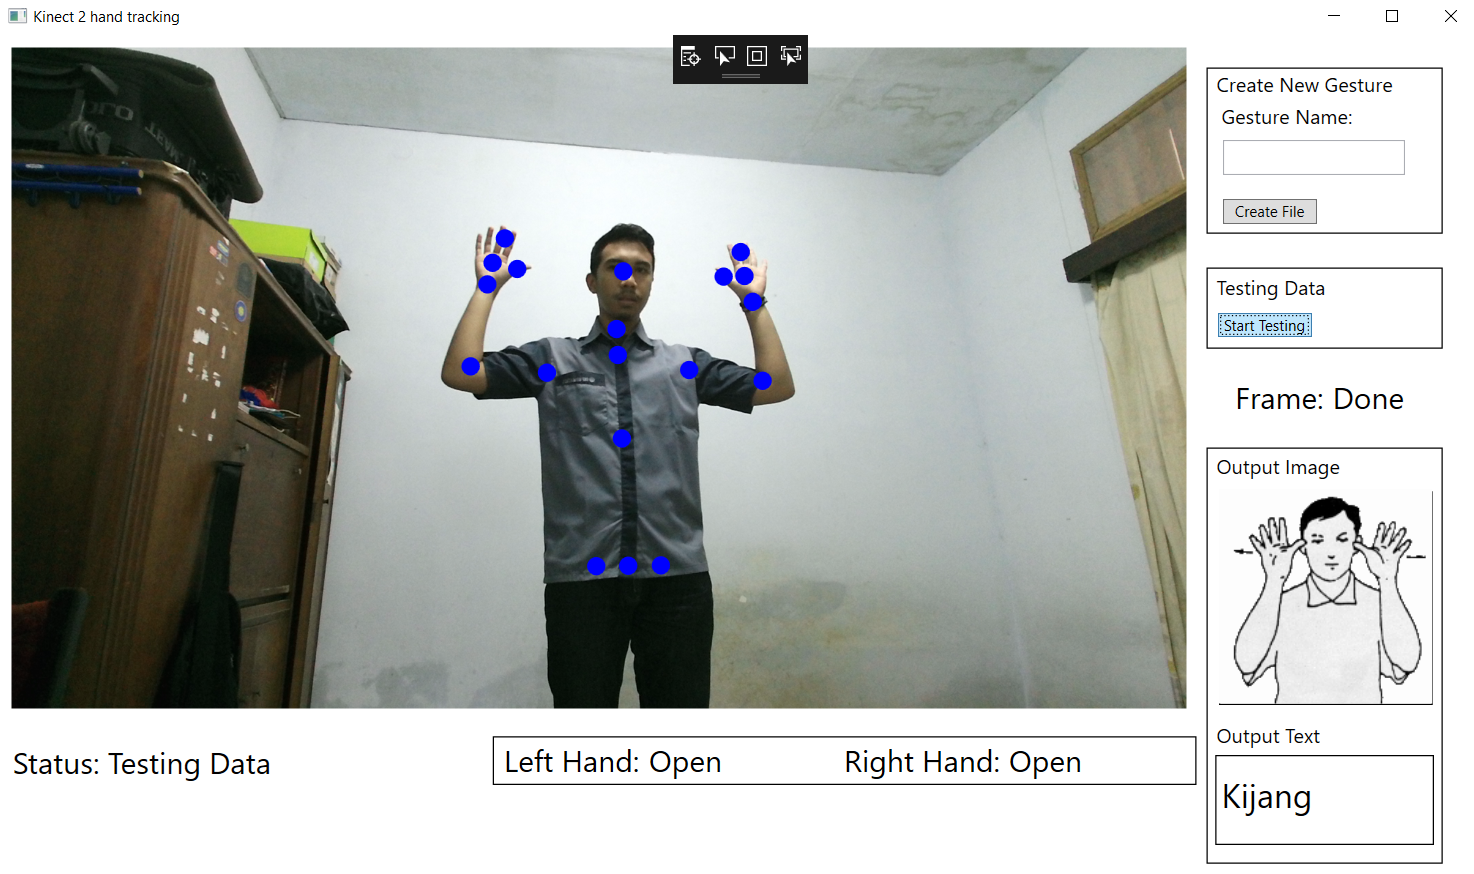 Kinect 2 hand tracking
Create New Gesture
Gesture Name:
Create File
Testing Data
Start Testing
Frame: Done
Output Image
Output Text
Kijang
Status: Testing Data
Left Hand: Open
Right Hand: Open